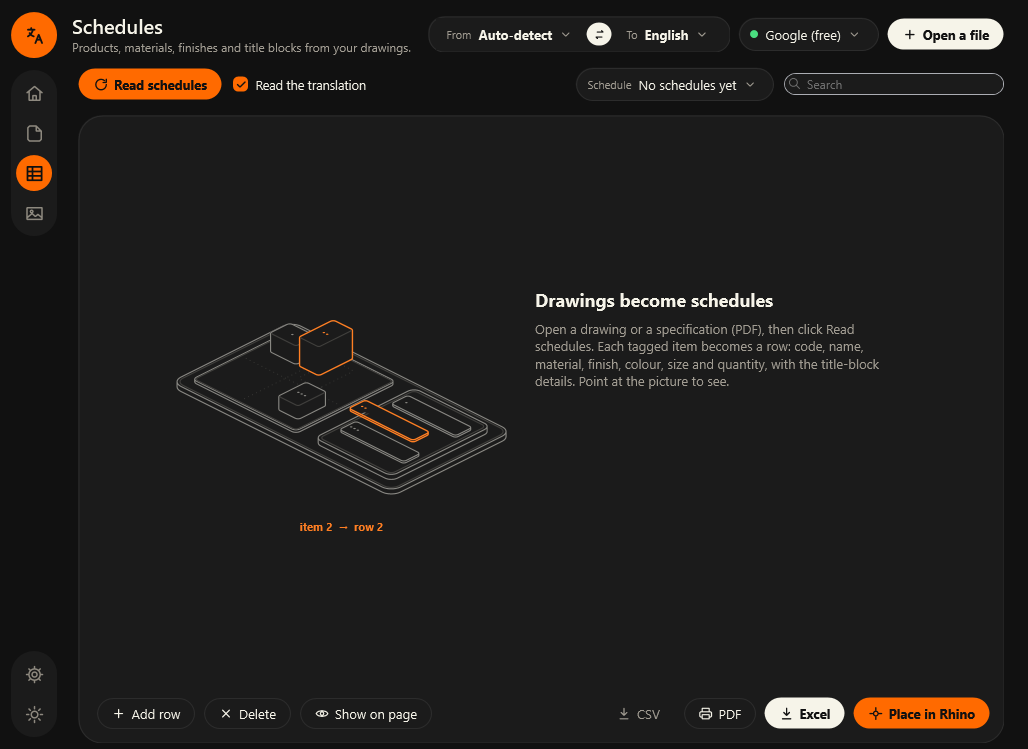 Schedules
Products, materials, finishes and title blocks from your drawings.
From Auto-detect
To English
Google (free)
+ Open a file
Read schedules
Read the translation
Schedule No schedules yet
Search
Drawings become schedules
Open a drawing or a specification (PDF), then click Read
schedules. Each tagged item becomes a row: code, name,
material, finish, colour, size and quantity, with the title-block
details. Point at the picture to see.
item 2 → row 2
+ Add row
Delete
Show on page
CSV
PDF
Excel
Place in Rhino